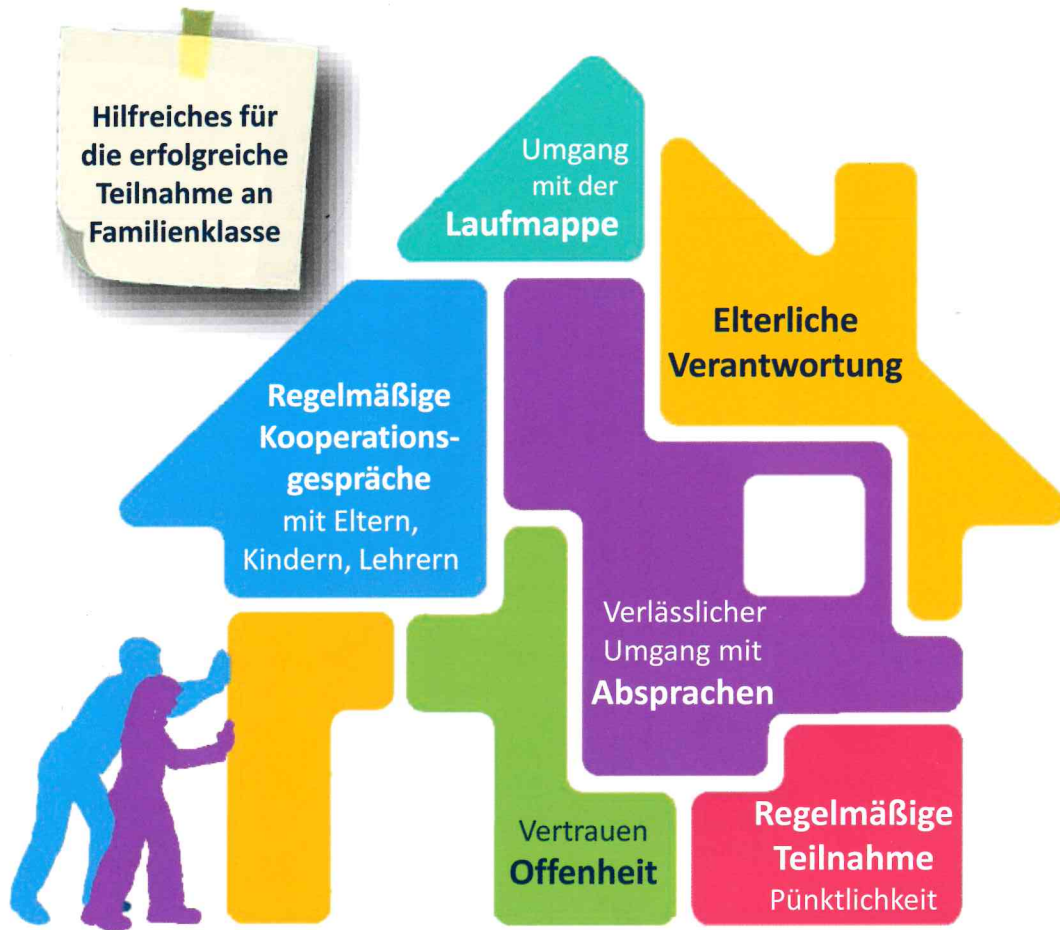 Hilfreiches für
die erfolgreiche
Teilnahme an
Familienklasse
Umgang
mit der
Laufmappe
Elterliche
Verantwortung
Regelmäßige
Kooperations-
gespräche
mit Eltern,
Kindern, Lehrern
Verlässlicher
Umgang mit
Absprachen
Vertrauen
Offenheit
Regelmäßige
Teilnahme
Pünktlichkeit